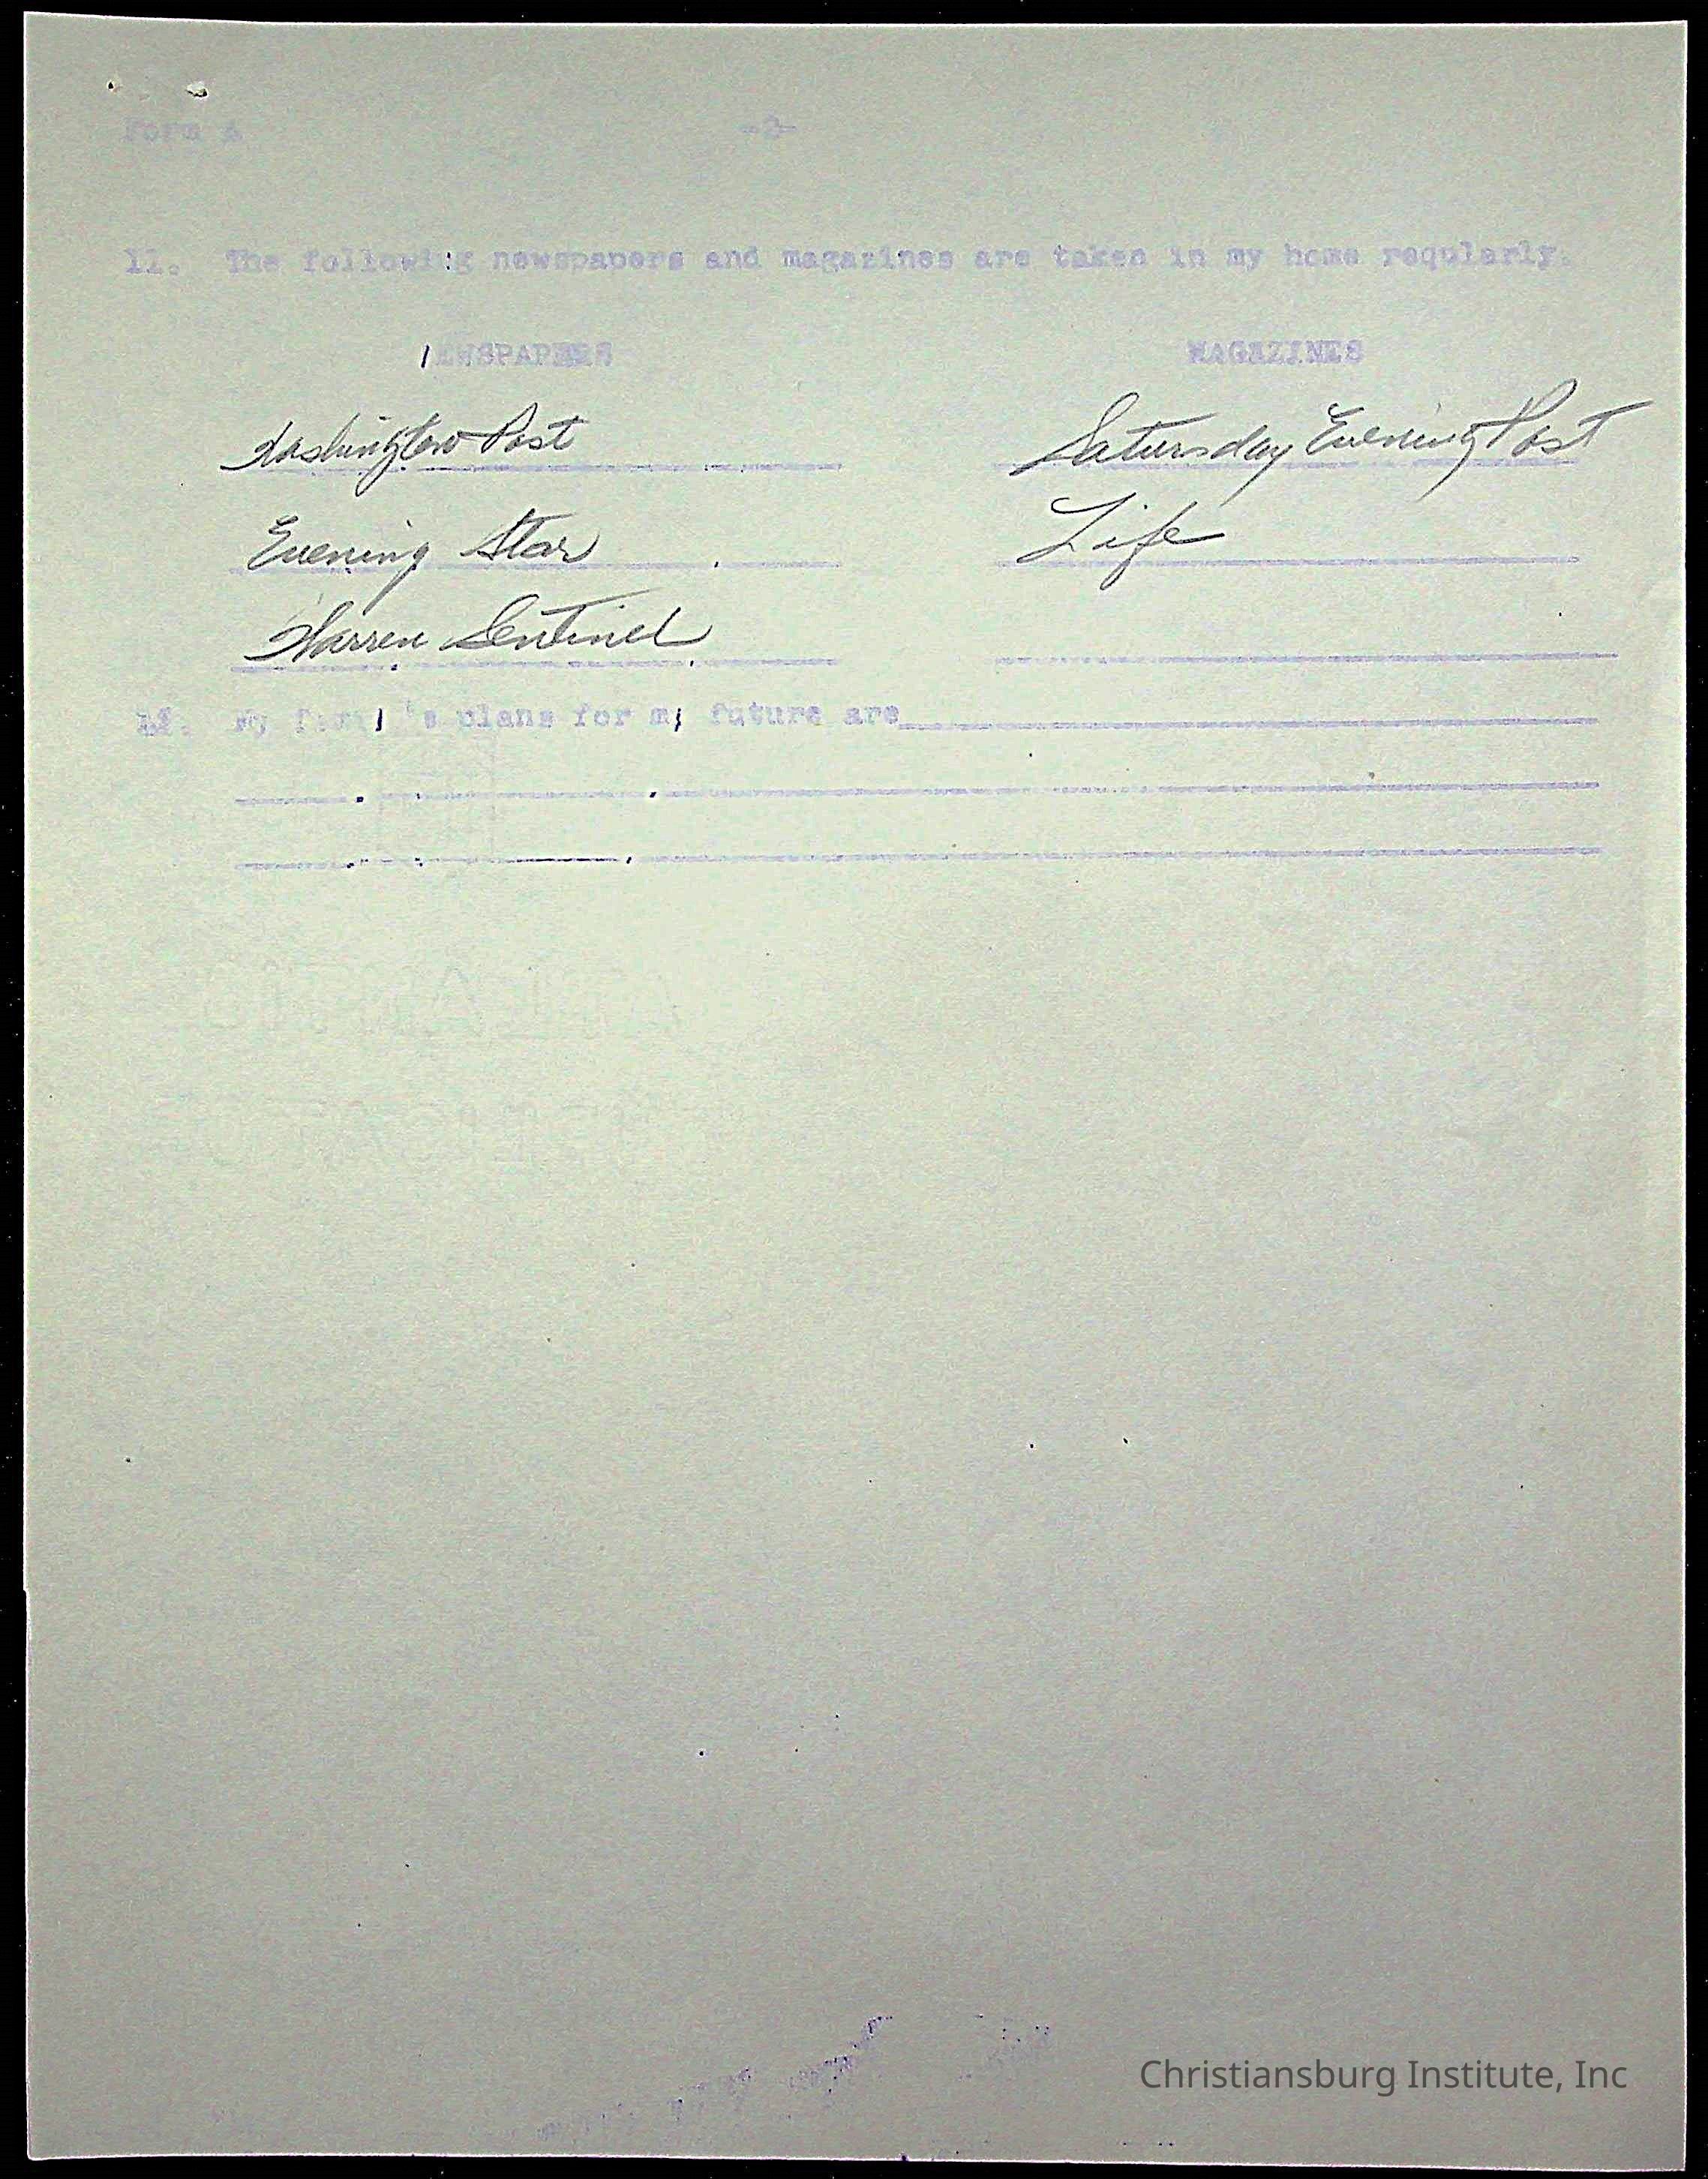 Form A -2-
11. The following newspapers and magazines are taken in my home reqularly.
NEWSPAPERS MAGAZINES
Washington Post Saturday Evening Post
Evening Star Life
Warren Sentinel
12. My family's plans for my future are
Christiansburg Institute, Inc